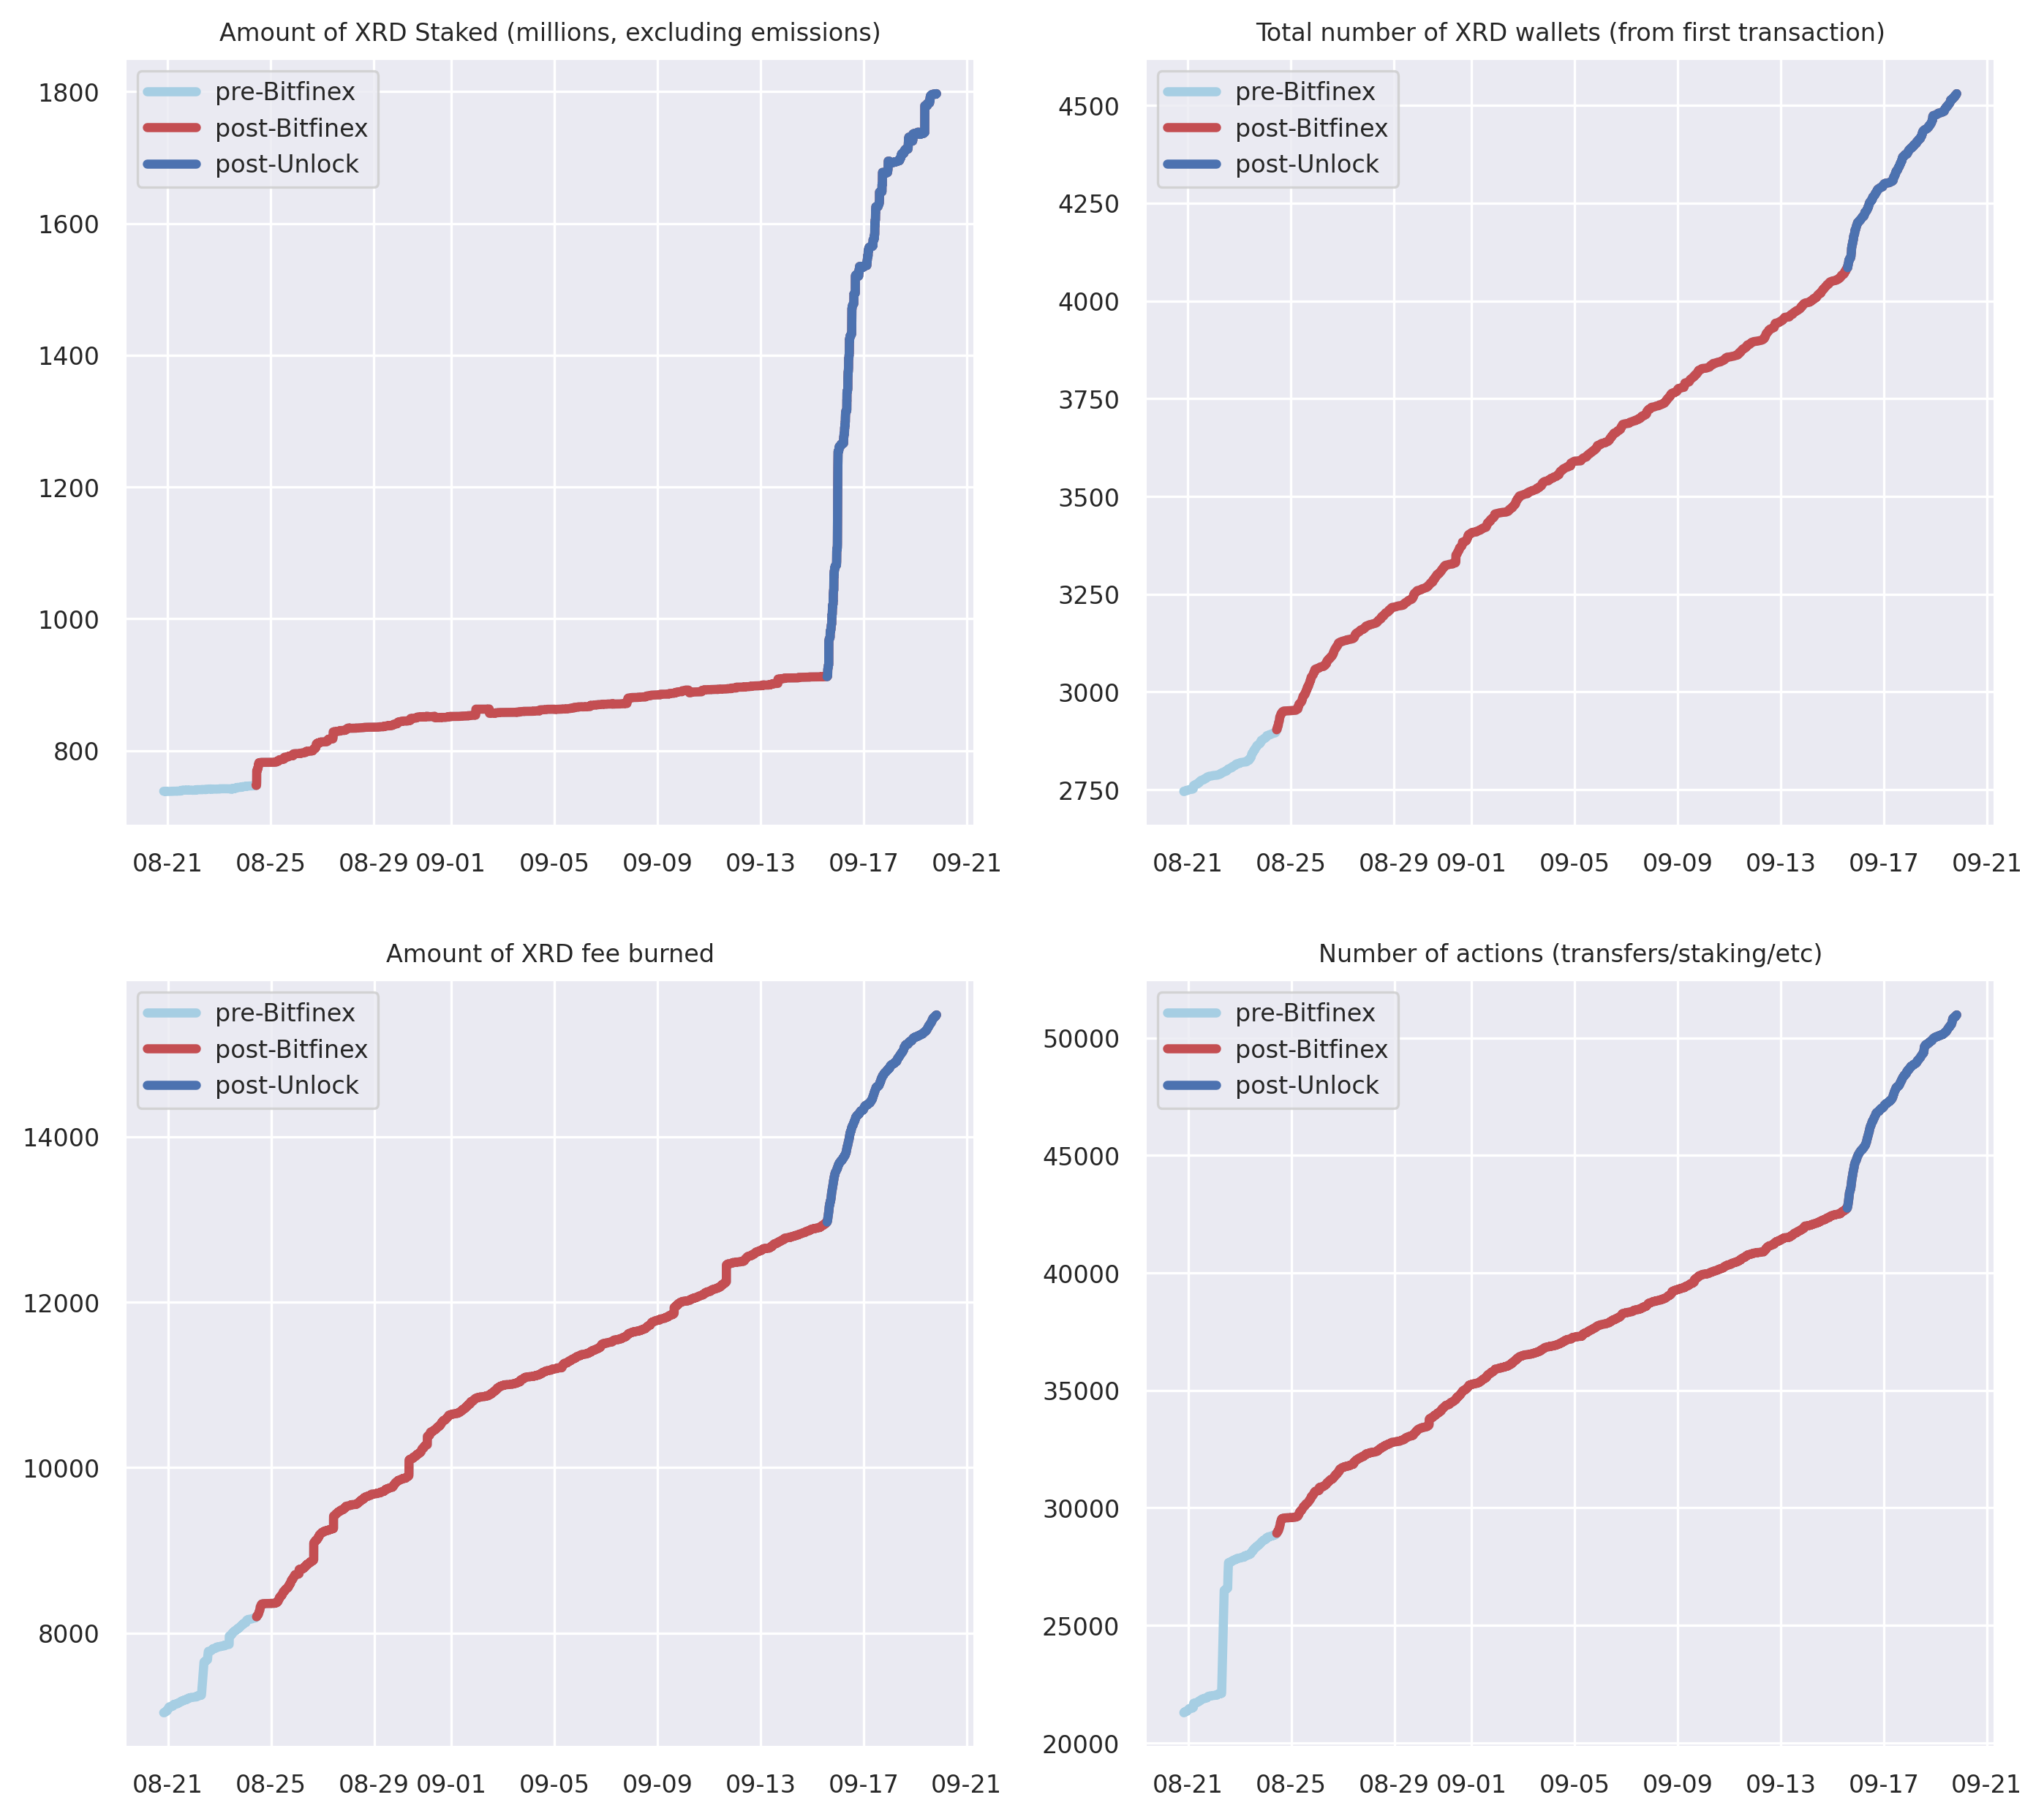 Amount of XRD Staked (millions, excluding emissions)
pre-Bitfinex
post-Bitfinex
post-Unlock
1800
1600
1400
1200
1000
800
08-21 08-25 08-29 09-01 09-05 09-09 09-13 09-17 09-21
Total number of XRD wallets (from first transaction)
pre-Bitfinex
post-Bitfinex
post-Unlock
4500
4250
4000
3750
3500
3250
3000
2750
08-21 08-25 08-29 09-01 09-05 09-09 09-13 09-17 09-21
Amount of XRD fee burned
pre-Bitfinex
post-Bitfinex
post-Unlock
14000
12000
10000
8000
08-21 08-25 08-29 09-01 09-05 09-09 09-13 09-17 09-21
Number of actions (transfers/staking/etc)
pre-Bitfinex
post-Bitfinex
post-Unlock
50000
45000
40000
35000
30000
25000
20000
08-21 08-25 08-29 09-01 09-05 09-09 09-13 09-17 09-21